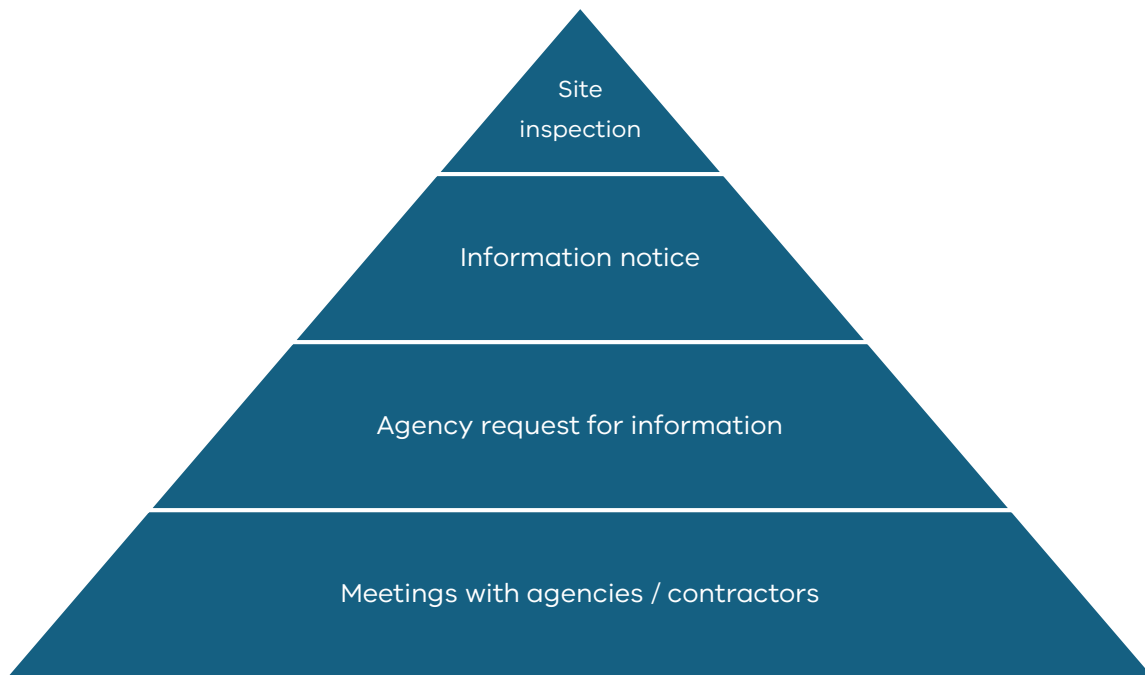 Site
inspection
Information notice
Agency request for information
Meetings with agencies / contractors